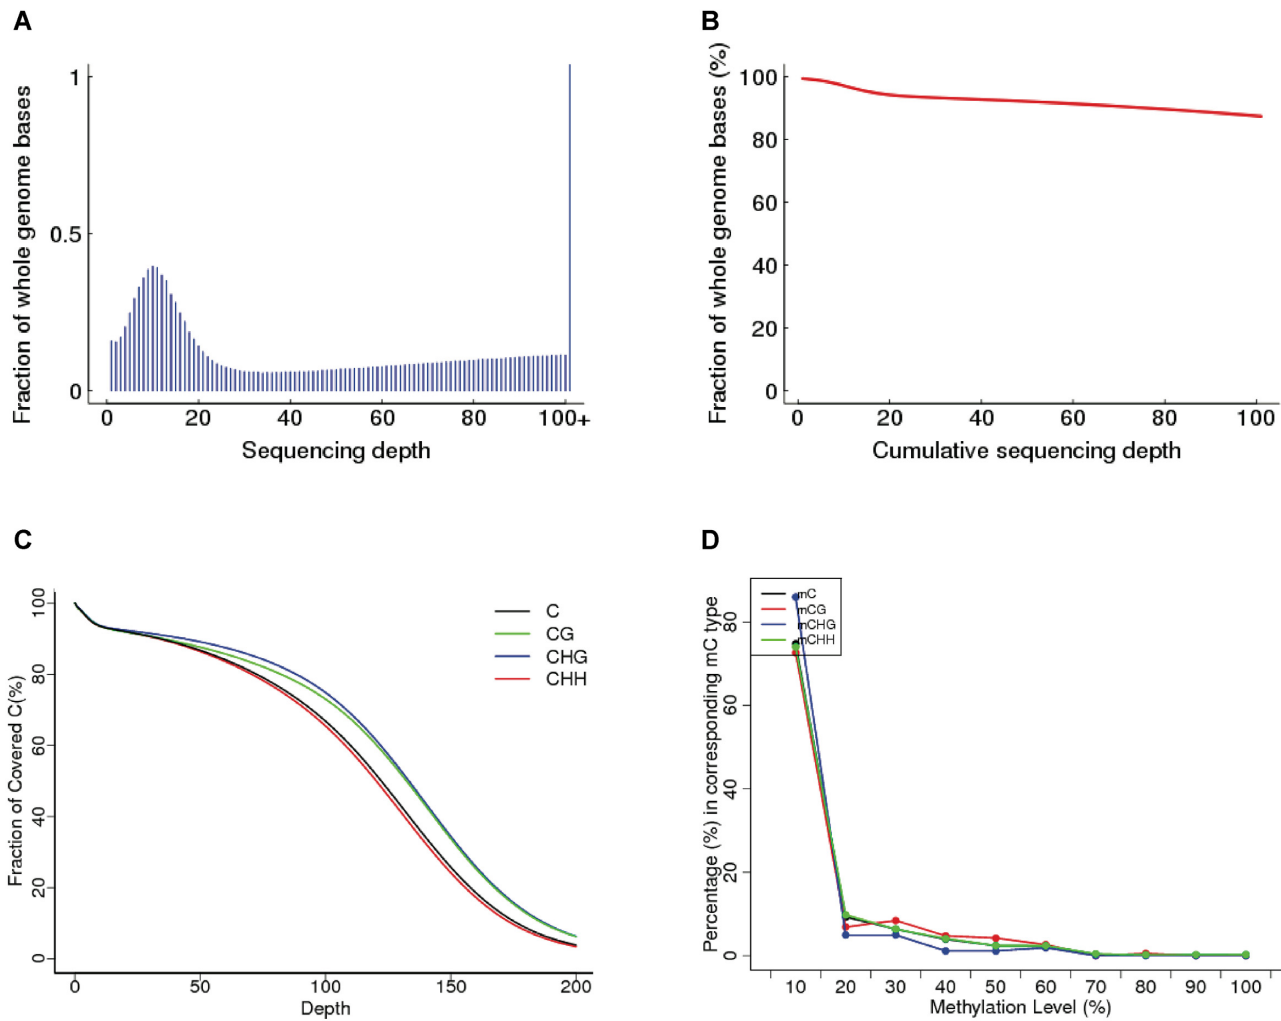 A
Fraction of whole genome bases
1
0.5
0
0 20 40 60 80 100+
Sequencing depth
B
Fraction of whole genome bases (%)
100
80
60
40
20
0
0 20 40 60 80 100
Cumulative sequencing depth
C
Fraction of Covered C(%)
100
80
60
40
20
0
C
CG
CHG
CHH
0 50 100 150 200
Depth
D
Percentage (%) in corresponding mC type
80
60
40
20
0
mC
mCG
mCHG
mCHH
10 20 30 40 50 60 70 80 90 100
Methylation Level (%)